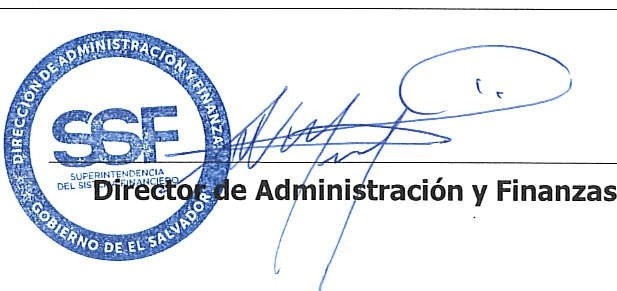 DIRECCIÓN DE ADMINISTRACIÓN Y FINANZAS
SSF
SUPERINTENDENCIA
DEL SISTEMA FINANCIERO
GOBIERNO DE EL SALVADOR
Director de Administración y Finanzas